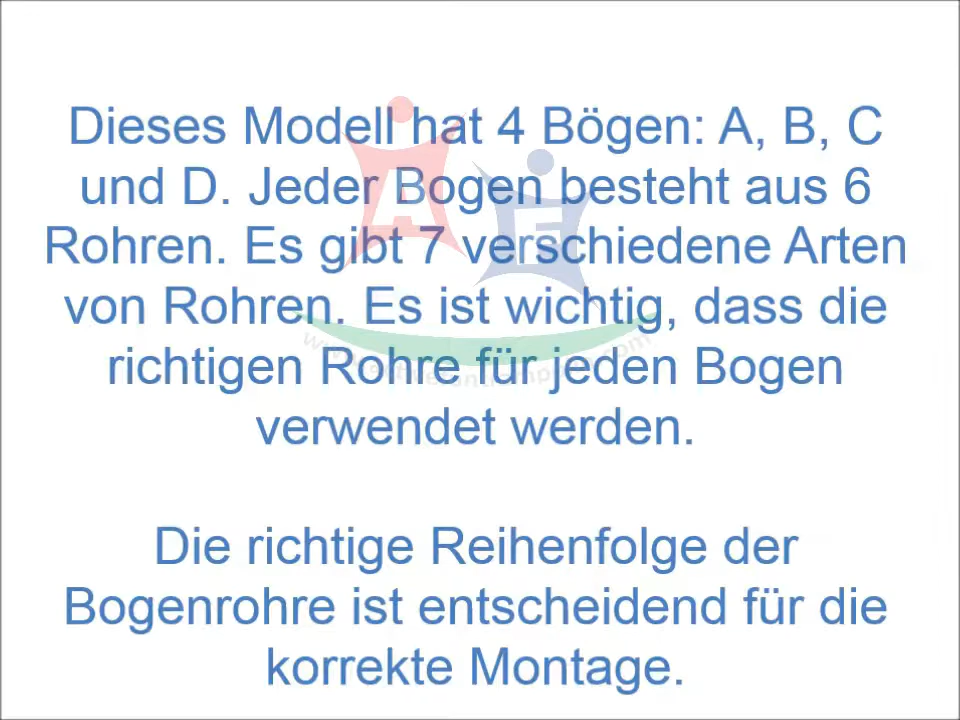 Dieses Modell hat 4 Bögen: A, B, C
und D. Jeder Bogen besteht aus 6
Rohren. Es gibt 7 verschiedene Arten
von Rohren. Es ist wichtig, dass die
richtigen Rohre für jeden Bogen
verwendet werden.
Die richtige Reihenfolge der
Bogenrohre ist entscheidend für die
korrekte Montage.
A E